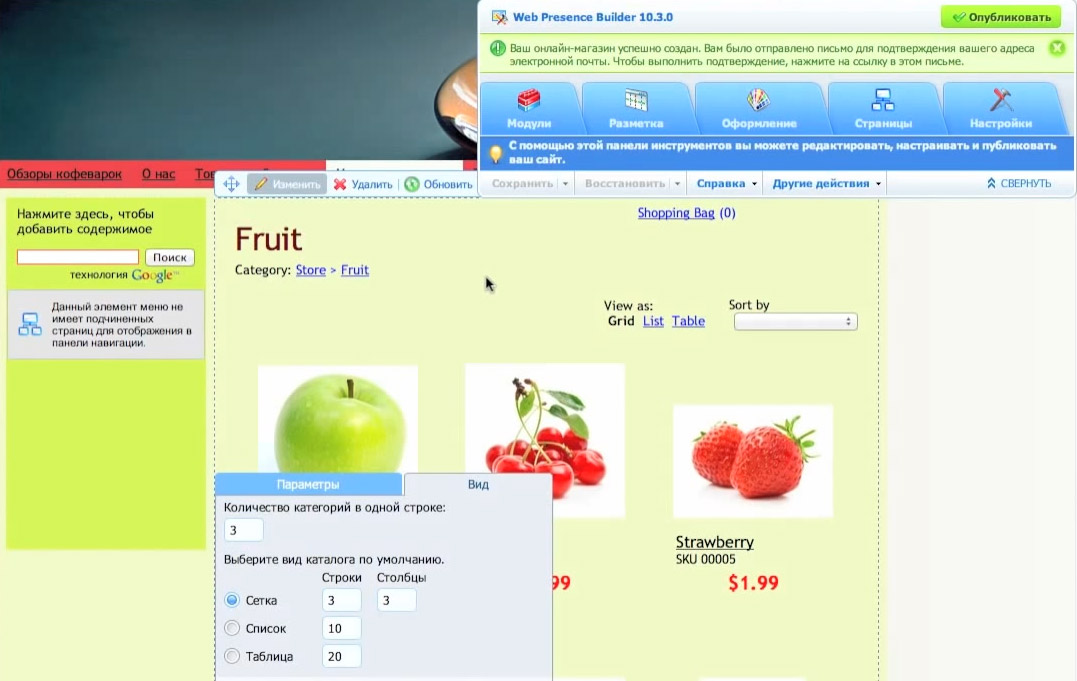 Web Presence Builder 10.3.0
Опубликовать
Ваш онлайн-магазин успешно создан. Вам было отправлено письмо для подтверждения вашего адреса
электронной почты. Чтобы выполнить подтверждение, нажмите на ссылку в этом письме.
Модули
Разметка
Оформление
Страницы
Настройки
С помощью этой панели инструментов вы можете редактировать, настраивать и публиковать
ваш сайт.
Сохранить
Восстановить
Справка
Другие действия
СВЕРНУТЬ
Обзоры кофеварок
О нас
Изменить
Удалить
Обновить
Нажмите здесь, чтобы
добавить содержимое
Поиск
технология Google™
Данный элемент меню не
имеет подчиненных
страниц для отображения в
панели навигации.
Shopping Bag (0)
Fruit
Category: Store > Fruit
View as:
Grid List Table
Sort by
Strawberry
SKU 00005
$1.99
99
Параметры
Вид
Количество категорий в одной строке:
3
Выберите вид каталога по умолчанию.
Строки Столбцы
Сетка 3 3
Список 10
Таблица 20